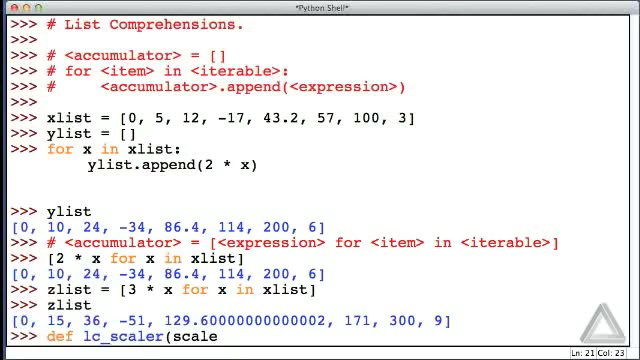 *Python Shell*
>>> # List Comprehensions.
>>>
>>> # <accumulator> = []
>>> # for <item> in <iterable>:
>>> #     <accumulator>.append(<expression>)
>>>
>>> xlist = [0, 5, 12, -17, 43.2, 57, 100, 3]
>>> ylist = []
>>> for x in xlist:
        ylist.append(2 * x)
>>> ylist
[0, 10, 24, -34, 86.4, 114, 200, 6]
>>> # <accumulator> = [<expression> for <item> in <iterable>]
>>> [2 * x for x in xlist]
[0, 10, 24, -34, 86.4, 114, 200, 6]
>>> zlist = [3 * x for x in xlist]
>>> zlist
[0, 15, 36, -51, 129.60000000000002, 171, 300, 9]
>>> def lc_scaler(scale
Ln: 21 Col: 23